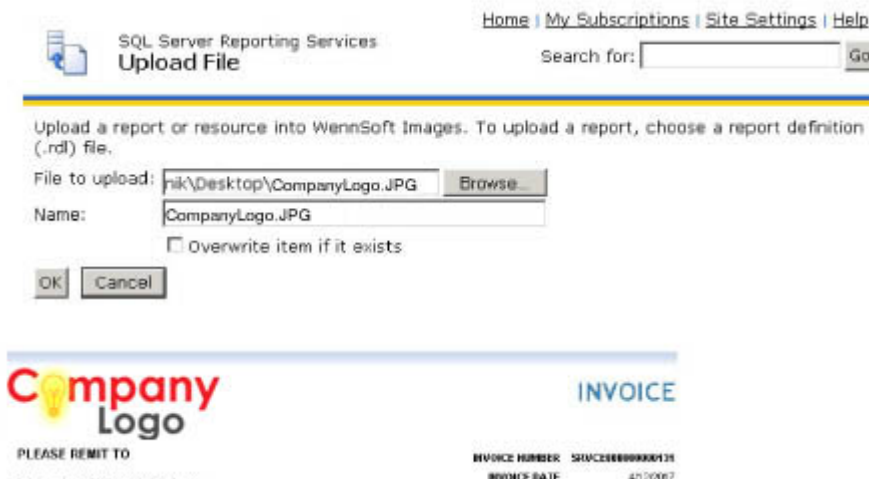 Home | My Subscriptions | Site Settings | Help
SQL Server Reporting Services
Upload File
Search for:
Go
Upload a report or resource into WennSoft Images. To upload a report, choose a report definition
(.rdl) file.
File to upload: nik\Desktop\CompanyLogo.JPG Browse...
Name: CompanyLogo.JPG
Overwrite item if it exists
OK Cancel
Company
Logo
INVOICE
PLEASE REMIT TO
INVOICE NUMBER
INVOICE DATE